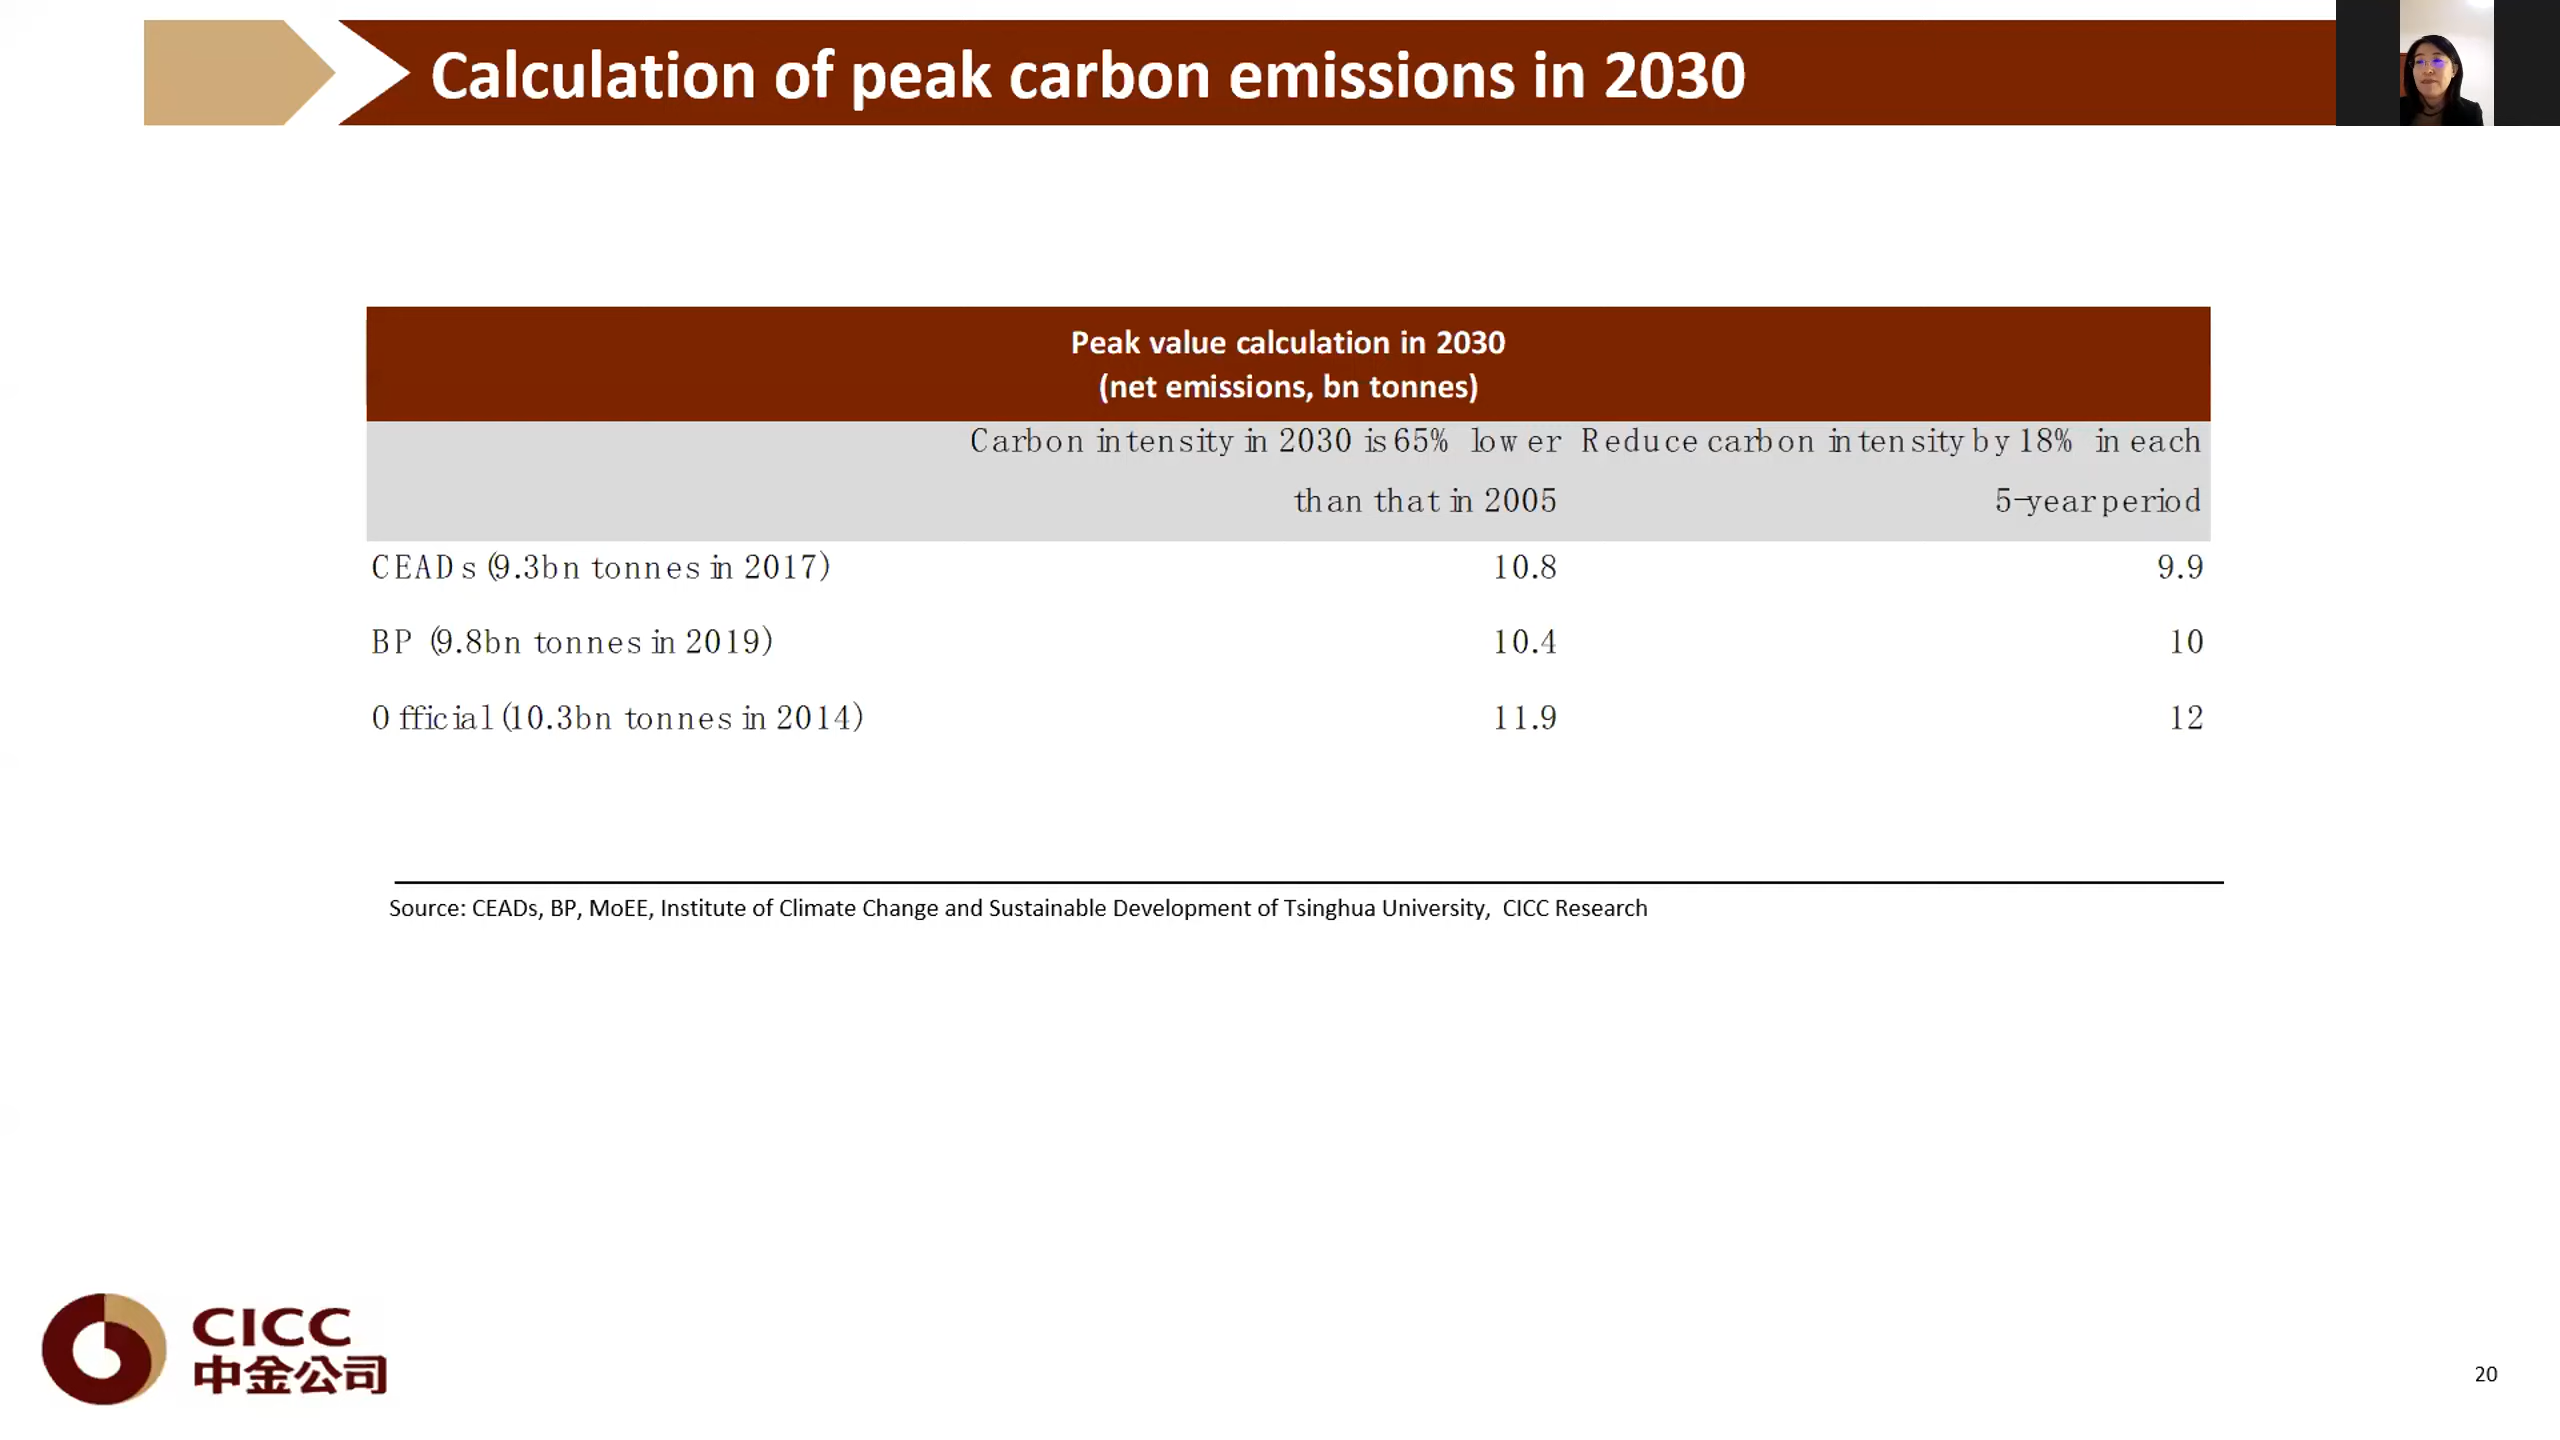 Calculation of peak carbon emissions in 2030
Peak value calculation in 2030
(net emissions, bn tonnes)
Carbon intensity in 2030 is 65% lower Reduce carbon intensity by 18% in each
than that in 2005 5-year period
CEADs (9.3bn tonnes in 2017) 10.8 9.9
BP (9.8bn tonnes in 2019) 10.4 10
Official (10.3bn tonnes in 2014) 11.9 12
Source: CEADs, BP, MoEE, Institute of Climate Change and Sustainable Development of Tsinghua University, CICC Research
CICC
中金公司
20